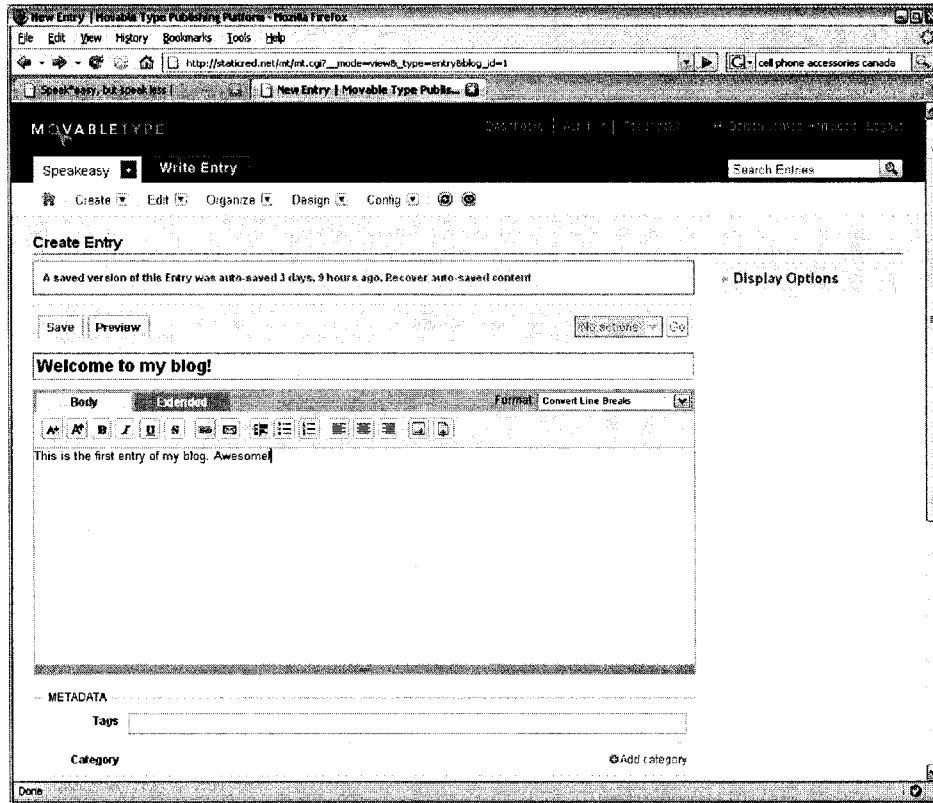 New Entry | Movable Type Publishing Platform - Mozilla Firefox
File Edit View History Bookmarks Tools Help
http://staticred.net/mt/mt.cgi?__mode=view&_type=entry&blog_id=1 cell phone accessories canada
Speak*easy, but speak less | New Entry | Movable Type Publis...
MOVABLETYPE
Speakeasy Write Entry Search Entries
Create Edit Organize Design Config
Create Entry
A saved version of this Entry was auto-saved 3 days, 9 hours ago. Recover auto-saved content
Display Options
Save Preview No actions Go
Welcome to my blog!
Body Extended Format Convert Line Breaks
A A B I U S
This is the first entry of my blog. Awesome!
METADATA
Tags
Category Add category
Done